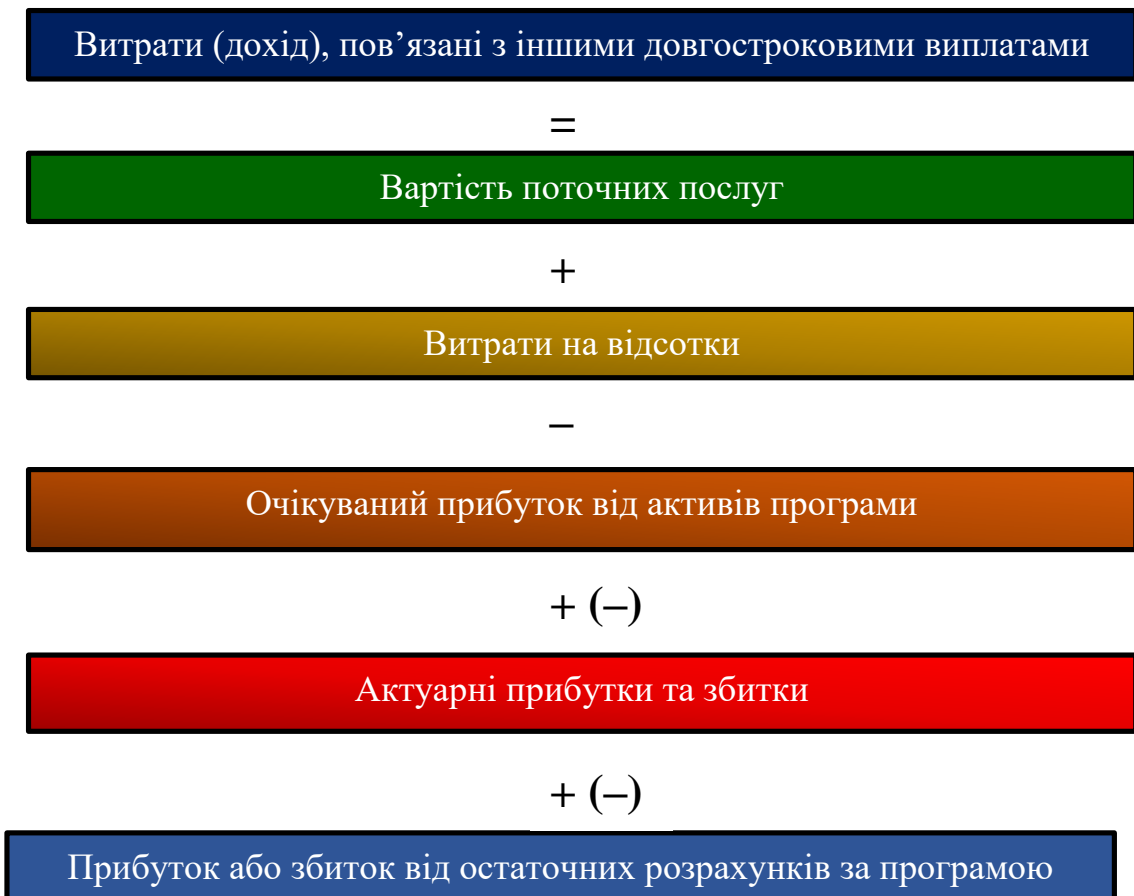 Витрати (дохід), пов’язані з іншими довгостроковими виплатами
=
Вартість поточних послуг
+
Витрати на відсотки
–
Очікуваний прибуток від активів програми
+ (–)
Актуарні прибутки та збитки
+ (–)
Прибуток або збиток від остаточних розрахунків за програмою